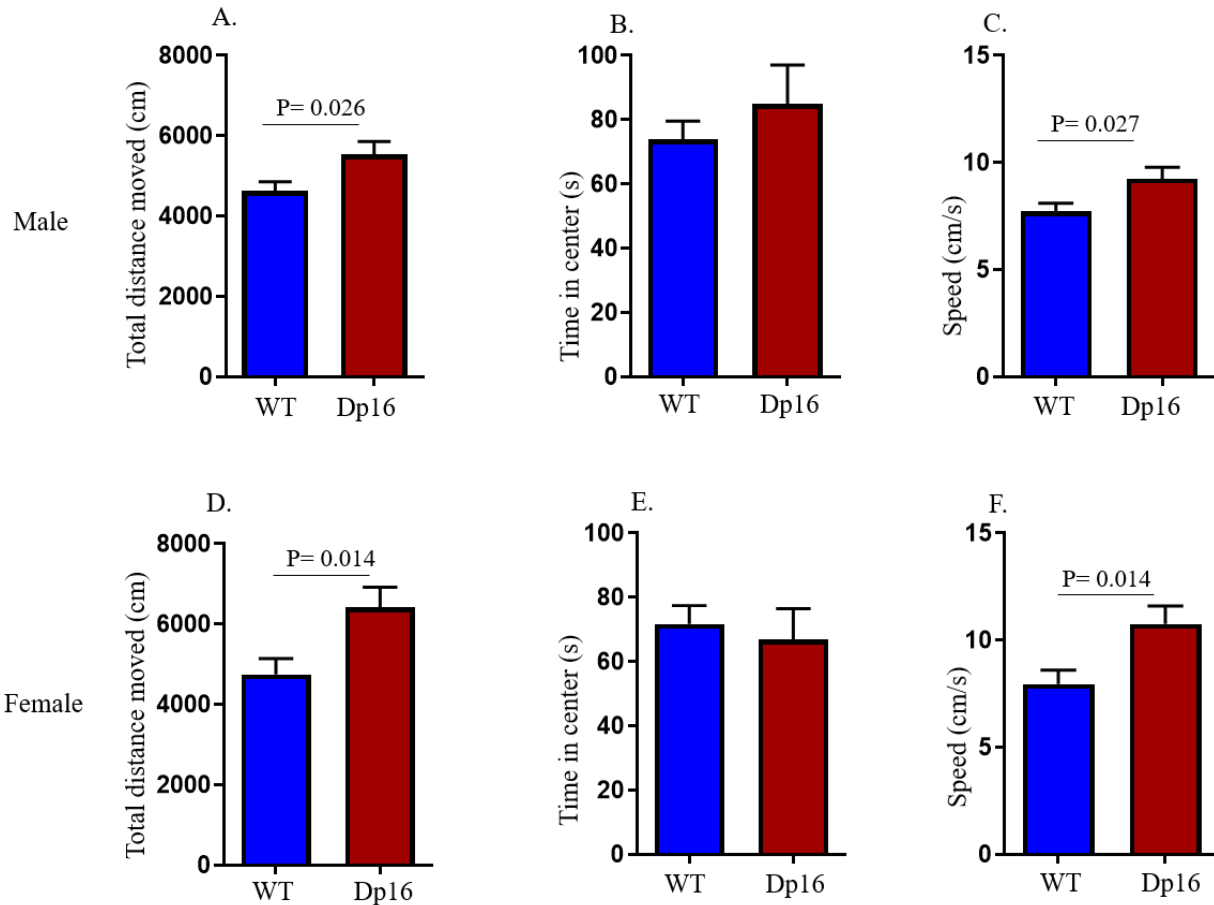 A.
Total distance moved (cm)
8000
6000
4000
2000
0
P= 0.026
WT Dp16
B.
Time in center (s)
100
80
60
40
20
0
WT Dp16
C.
Speed (cm/s)
15
10
5
0
P= 0.027
WT Dp16
Male
D.
Total distance moved (cm)
8000
6000
4000
2000
0
P= 0.014
WT Dp16
E.
Time in center (s)
100
80
60
40
20
0
WT Dp16
F.
Speed (cm/s)
15
10
5
0
P= 0.014
WT Dp16
Female